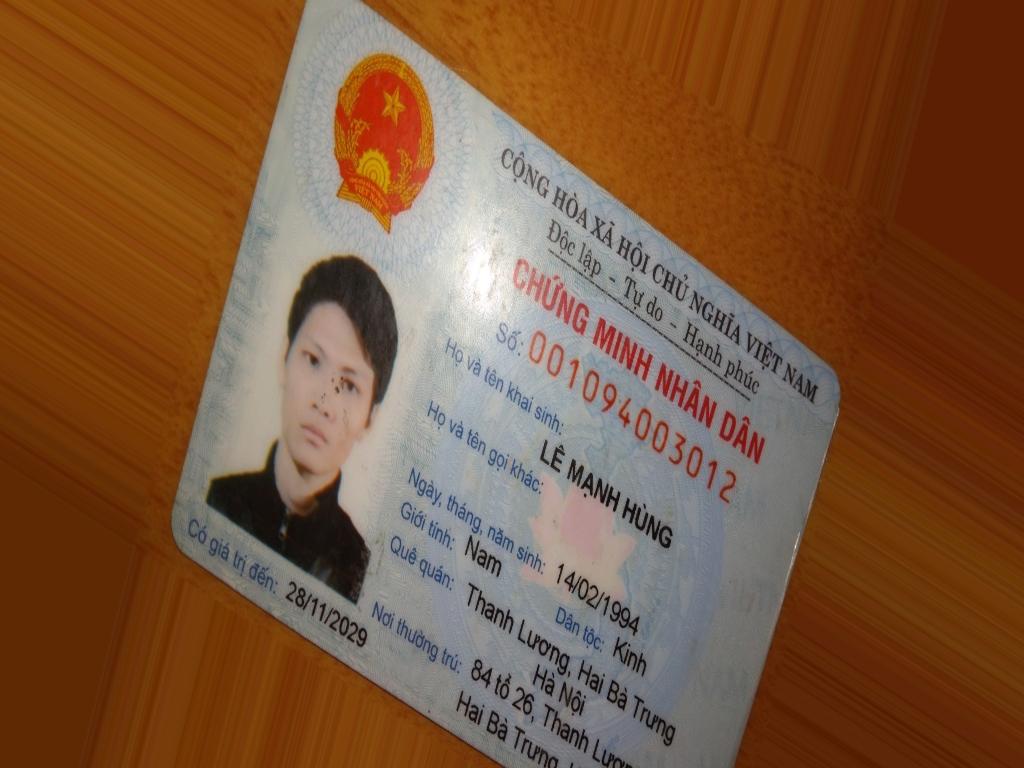 CỘNG HÒA XÃ HỘI CHỦ NGHĨA VIỆT NAM
Độc lập - Tự do - Hạnh phúc
CHỨNG MINH NHÂN DÂN
Số: 001094003012
Họ và tên khai sinh:
LÊ MẠNH HÙNG
Họ và tên gọi khác:
Ngày, tháng, năm sinh: 14/02/1994
Giới tính: Nam Dân tộc: Kinh
Quê quán: Thanh Lương, Hai Bà Trưng
Hà Nội
Nơi thường trú: 84 tổ 26, Thanh Lương
Hai Bà Trưng,
Có giá trị đến: 28/11/2029
VIỆT NAM